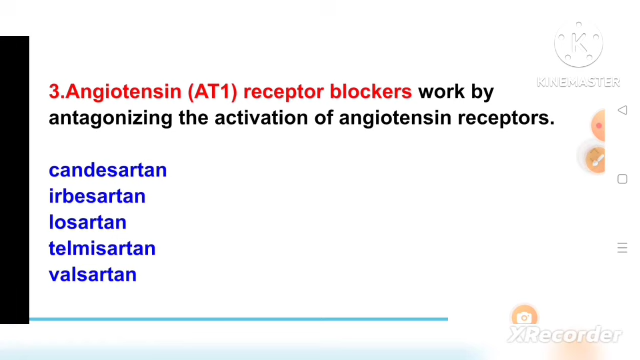 K
KINEMASTER
3.Angiotensin (AT1) receptor blockers work by
antagonizing the activation of angiotensin receptors.
candesartan
irbesartan
losartan
telmisartan
valsartan
XRecorder